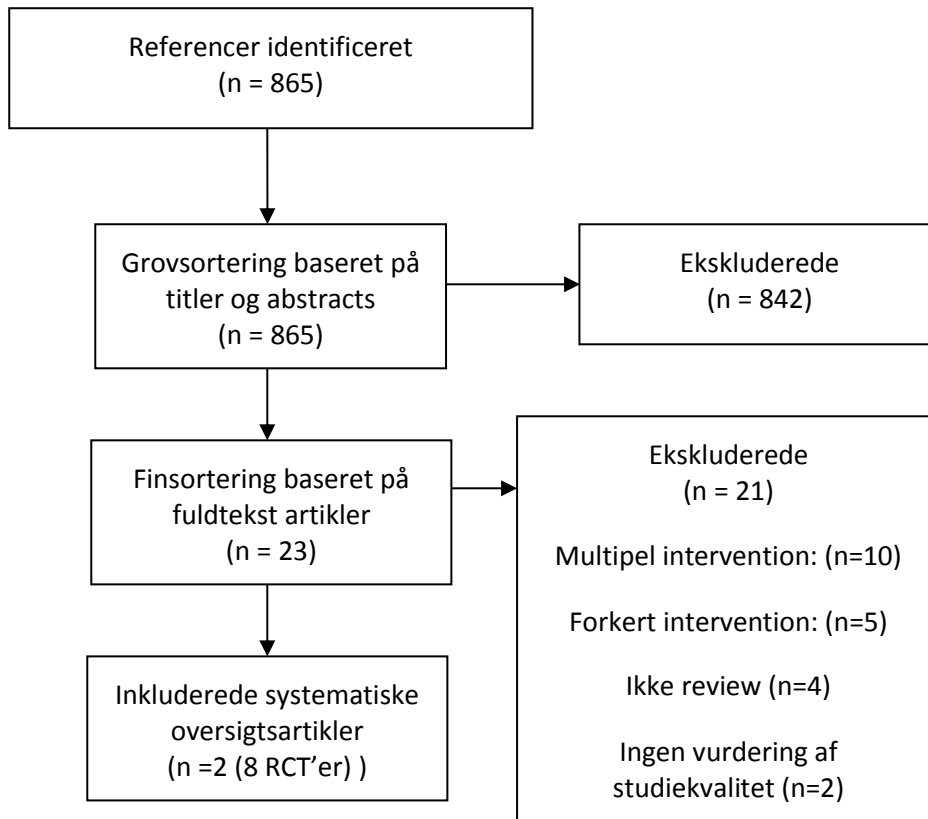 Referencer identificeret
(n = 865)
Grovsortering baseret på
titler og abstracts
(n = 865)
Ekskluderede
(n = 842)
Finsortering baseret på
fuldtekst artikler
(n = 23)
Ekskluderede
(n = 21)
Multipel intervention: (n=10)
Forkert intervention: (n=5)
Ikke review (n=4)
Ingen vurdering af
studiekvalitet (n=2)
Inkluderede systematiske
oversigtsartikler
(n =2 (8 RCT’er) )